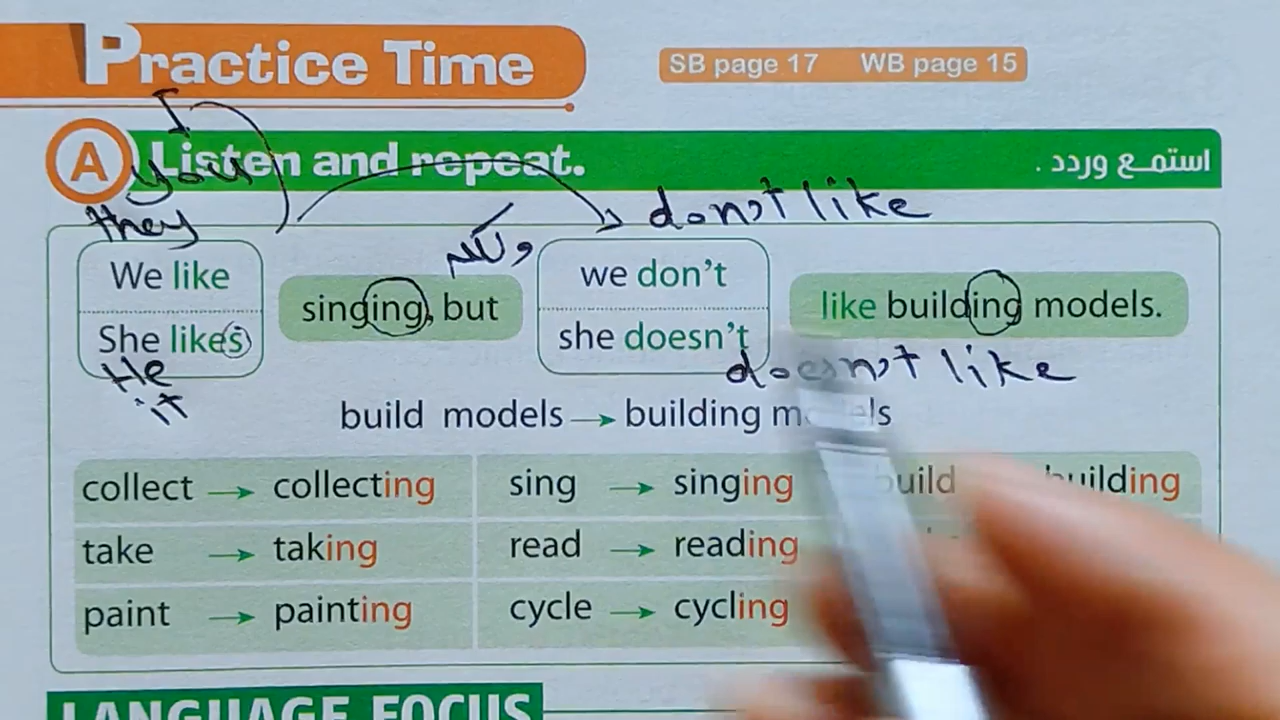 Practice Time
SB page 17 WB page 15
I
A Listen and repeat. استمع وردد .
you
they
don't like
ولكن
We like
She likes
singing, but
we don't
she doesn't
like building models.
He
it
doesn't like
build models → building models
collect → collecting sing → singing build building
take → taking read → reading
paint → painting cycle → cycling
LANGUAGE FOCUS